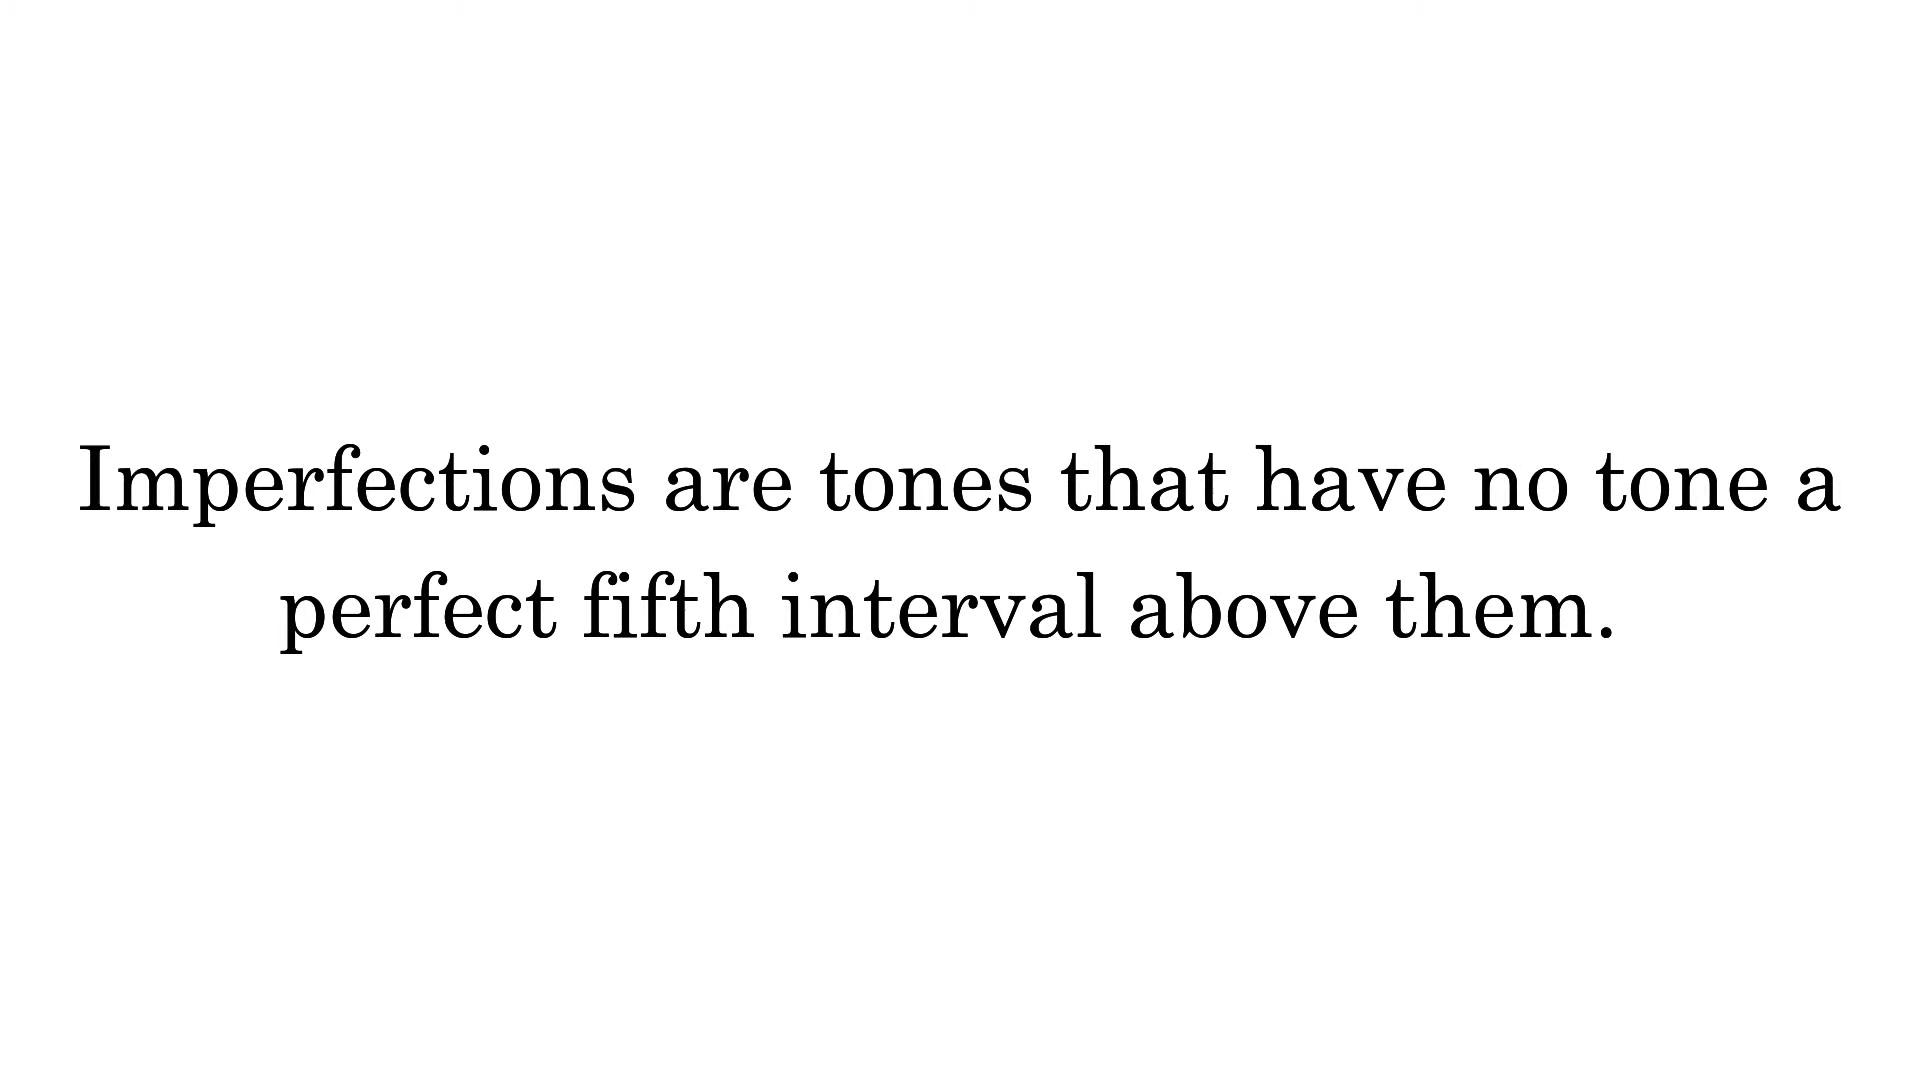 Imperfections are tones that have no tone a
perfect fifth interval above them.